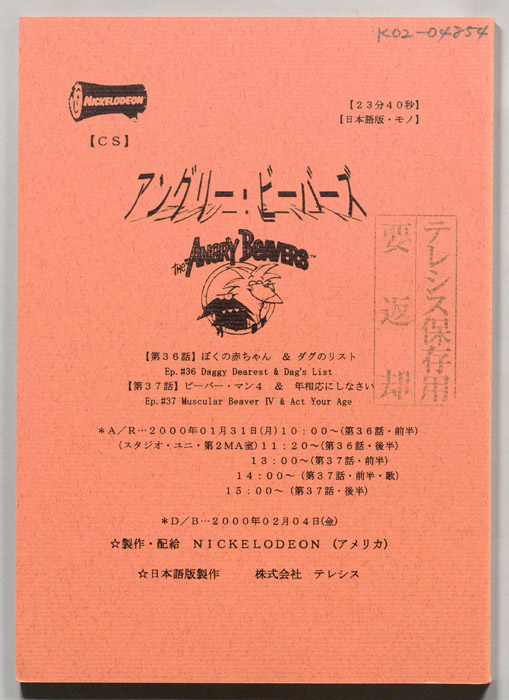 K02-04854
NICKELODEON
【23分40秒】
【日本語版・モノ】
【CS】
アングリー:ビーバーズ
THE ANGRY BEAVERS™
テレシス保存用
要返却
【第36話】ぼくの赤ちゃん & ダグのリスト
Ep.#36 Daggy Dearest & Dag's List
【第37話】ビーバー・マン4 & 年相応にしなさい
Ep.#37 Muscular Beaver Ⅳ & Act Your Age
*A/R…2000年01月31日(月)10:00～(第36話・前半)
(スタジオ・ユニ・第2MA室)11:20～(第36話・後半)
13:00～(第37話・前半)
14:00～(第37話・前半・歌)
15:00～(第37話・後半)
*D/B…2000年02月04日(金)
☆製作・配給 NICKELODEON (アメリカ)
☆日本語版製作 株式会社 テレシス